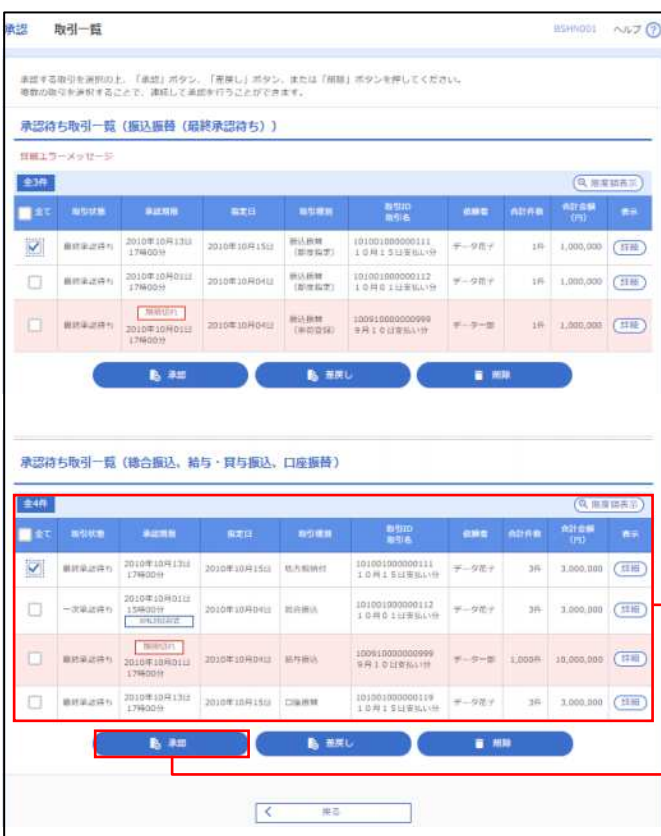 承認 取引一覧 BSHN001 ヘルプ ?
承認する取引を選択の上、「承認」ボタン、「差戻し」ボタン、または「削除」ボタンを押してください。
複数の取引を選択することで、連続して承認を行うことができます。
承認待ち取引一覧（振込振替（最終承認待ち））
詳細エラーメッセージ
全3件 限度額表示
全て 取引状態 承認期限 指定日 取引種別 取引ID 取引名 依頼者 合計件数 合計金額(円) 表示
最終承認待ち 2010年10月13日 17時00分 2010年10月15日 振込振替（都度指定） 101001000000111 １０月１５日支払い分 データ花子 1件 1,000,000 詳細
最終承認待ち 2010年10月01日 17時00分 2010年10月04日 振込振替（都度指定） 101001000000112 １０月０１日支払い分 データ花子 1件 1,000,000 詳細
最終承認待ち 期限切れ 2010年10月01日 17時00分 2010年10月04日 振込振替（事前登録） 100910000000999 ９月１０日支払い分 データ一郎 1件 1,000,000 詳細
承認 差戻し 削除
承認待ち取引一覧（総合振込、給与・賞与振込、口座振替）
全4件 限度額表示
全て 取引状態 承認期限 指定日 取引種別 取引ID 取引名 依頼者 合計件数 合計金額(円) 表示
最終承認待ち 2010年10月13日 17時00分 2010年10月15日 地方税納付 101001000000111 １０月１５日支払い分 データ花子 3件 3,000,000 詳細
一次承認待ち 2010年10月01日 15時00分 2010年10月04日 総合振込 101001000000112 １０月０１日支払い分 データ花子 3件 3,000,000 詳細
最終承認待ち 期限切れ 2010年10月01日 17時00分 2010年10月04日 給与振込 100910000000999 ９月１０日支払い分 データ一郎 1,000件 10,000,000 詳細
最終承認待ち 2010年10月13日 17時00分 2010年10月15日 口座振替 101001000000119 １０月１５日支払い分 データ花子 3件 3,000,000 詳細
承認 差戻し 削除
戻る